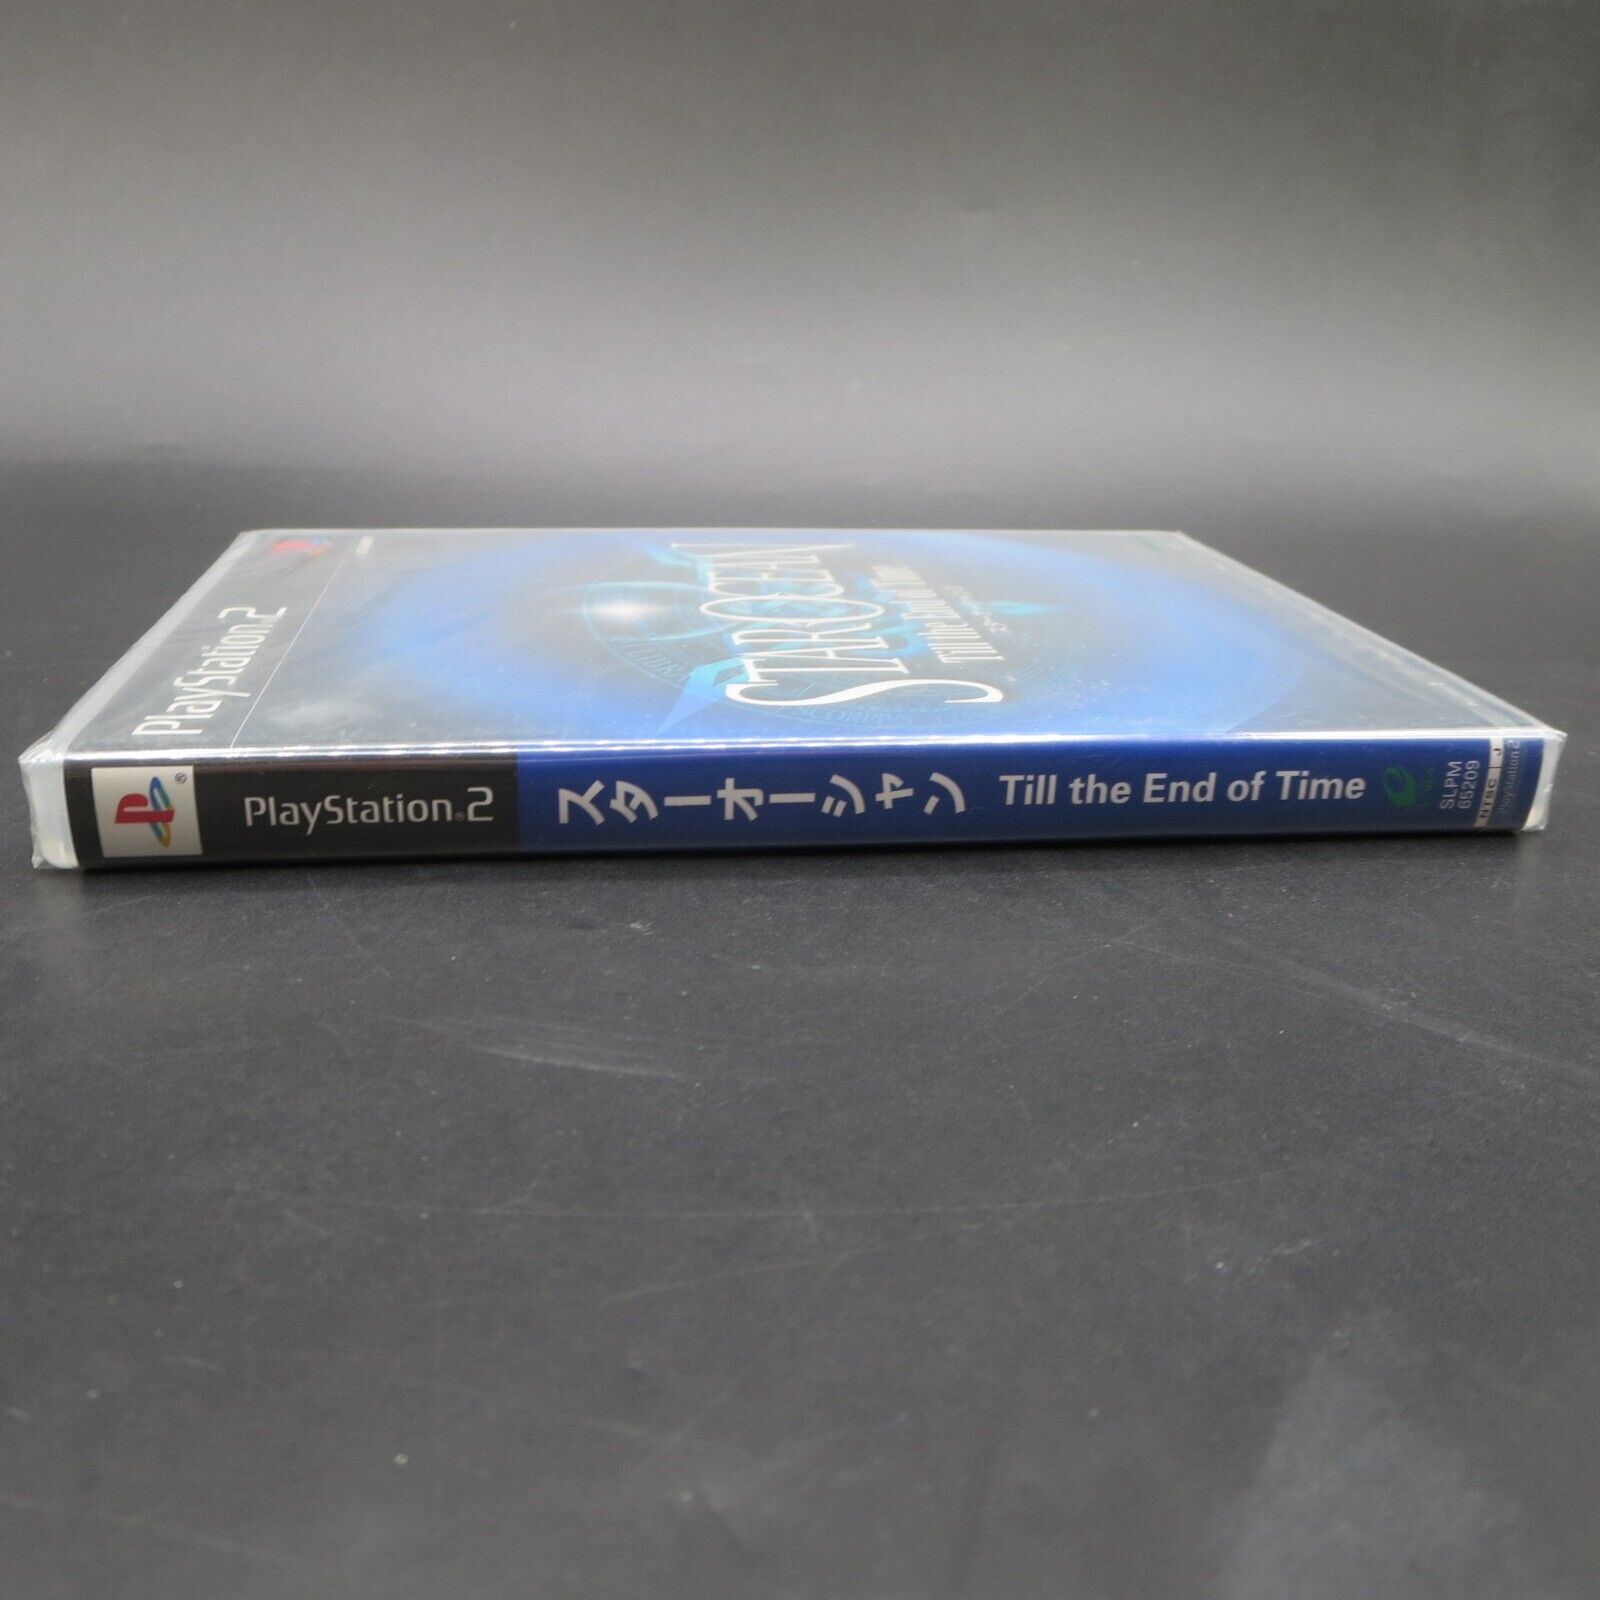 PlayStation®2
STAR OCEAN
Till the End of Time
®
PlayStation®2
スターオーシャン Till the End of Time
SLPM
65209
NTSC J
PlayStation 2